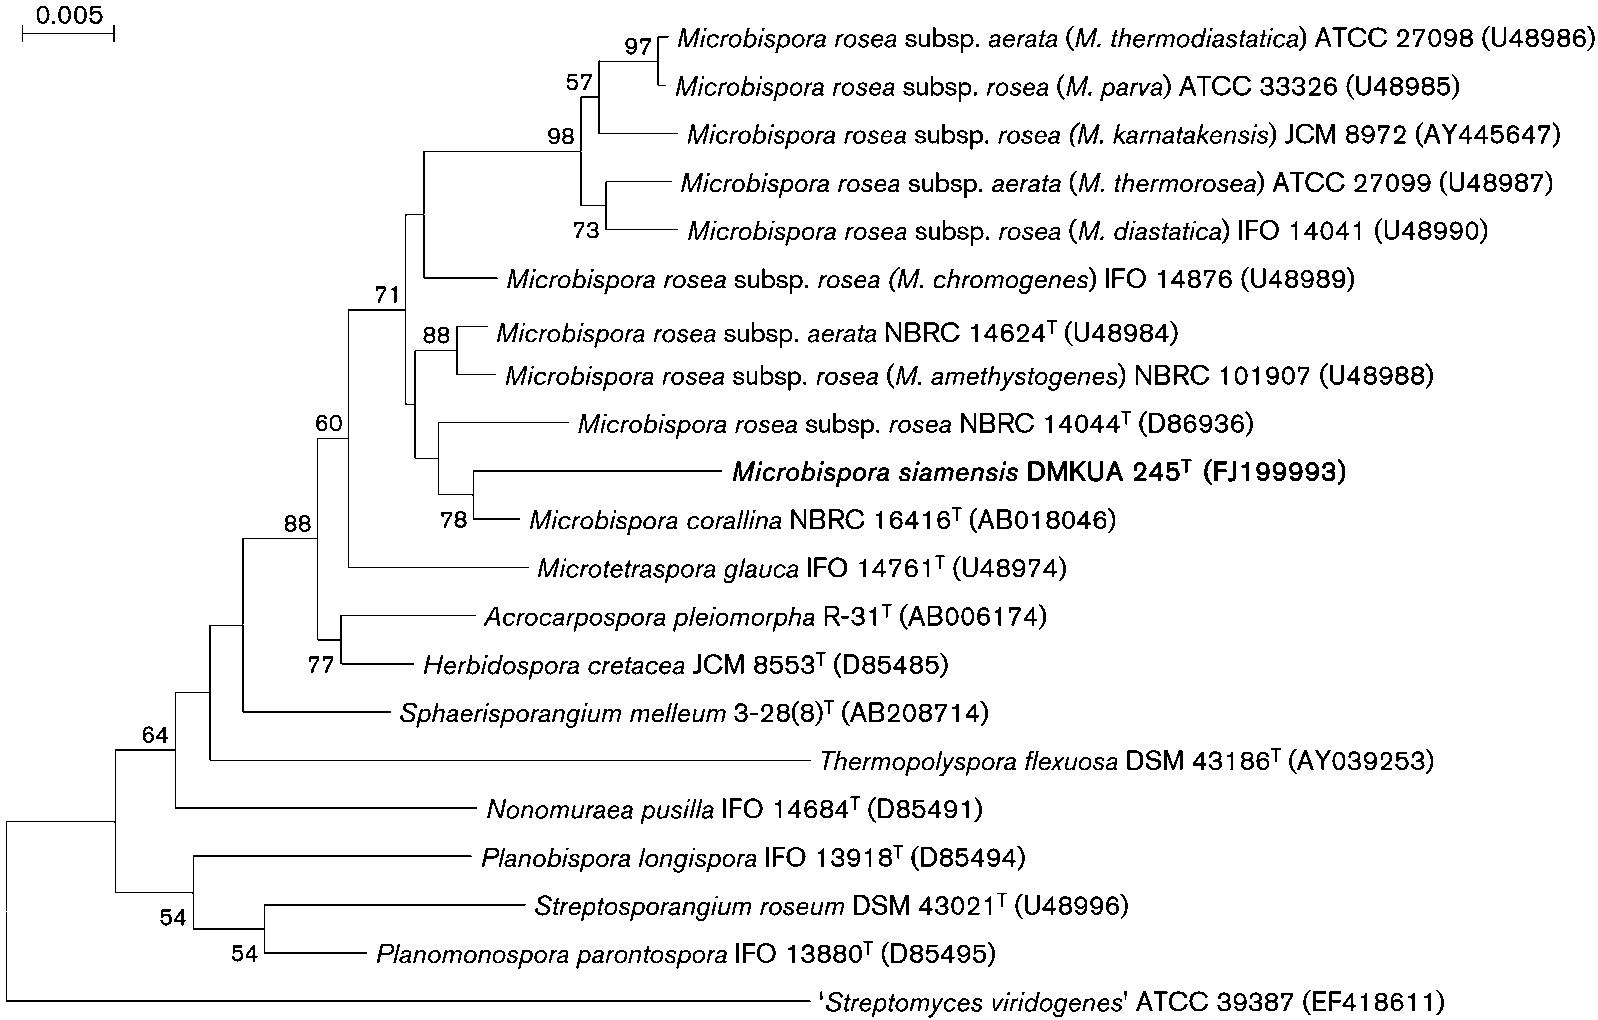 0.005
97
Microbispora rosea subsp. aerata (M. thermodiastatica) ATCC 27098 (U48986)
57
Microbispora rosea subsp. rosea (M. parva) ATCC 33326 (U48985)
98
Microbispora rosea subsp. rosea (M. karnatakensis) JCM 8972 (AY445647)
Microbispora rosea subsp. aerata (M. thermorosea) ATCC 27099 (U48987)
73
Microbispora rosea subsp. rosea (M. diastatica) IFO 14041 (U48990)
Microbispora rosea subsp. rosea (M. chromogenes) IFO 14876 (U48989)
71
88
Microbispora rosea subsp. aerata NBRC 14624ᵀ (U48984)
Microbispora rosea subsp. rosea (M. amethystogenes) NBRC 101907 (U48988)
60
Microbispora rosea subsp. rosea NBRC 14044ᵀ (D86936)
Microbispora siamensis DMKUA 245ᵀ (FJ199993)
88
78
Microbispora corallina NBRC 16416ᵀ (AB018046)
Microtetraspora glauca IFO 14761ᵀ (U48974)
Acrocarpospora pleiomorpha R-31ᵀ (AB006174)
77
Herbidospora cretacea JCM 8553ᵀ (D85485)
Sphaerisporangium melleum 3-28(8)ᵀ (AB208714)
64
Thermopolyspora flexuosa DSM 43186ᵀ (AY039253)
Nonomuraea pusilla IFO 14684ᵀ (D85491)
Planobispora longispora IFO 13918ᵀ (D85494)
54
Streptosporangium roseum DSM 43021ᵀ (U48996)
54
Planomonospora parontospora IFO 13880ᵀ (D85495)
‘Streptomyces viridogenes’ ATCC 39387 (EF418611)